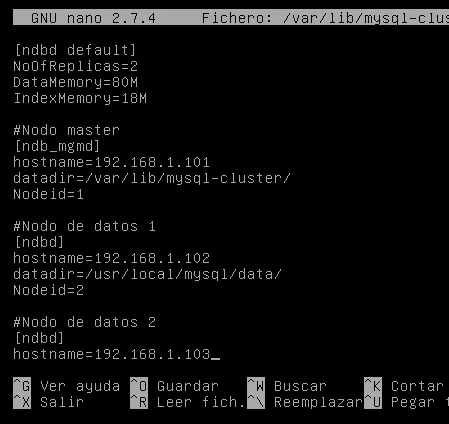 GNU nano 2.7.4 Fichero: /var/lib/mysql-clus
[ndbd default]
NoOfReplicas=2
DataMemory=80M
IndexMemory=18M
#Nodo master
[ndb_mgmd]
hostname=192.168.1.101
datadir=/var/lib/mysql-cluster/
Nodeid=1
#Nodo de datos 1
[ndbd]
hostname=192.168.1.102
datadir=/usr/local/mysql/data/
Nodeid=2
#Nodo de datos 2
[ndbd]
hostname=192.168.1.103_
^G Ver ayuda ^O Guardar ^W Buscar ^K Cortar
^X Salir ^R Leer fich. ^\ Reemplazar ^U Pegar